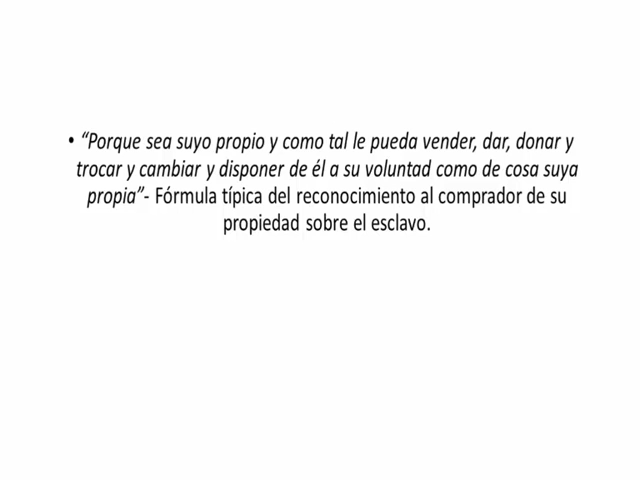 • “Porque sea suyo propio y como tal le pueda vender, dar, donar y
trocar y cambiar y disponer de él a su voluntad como de cosa suya
propia”- Fórmula típica del reconocimiento al comprador de su
propiedad sobre el esclavo.